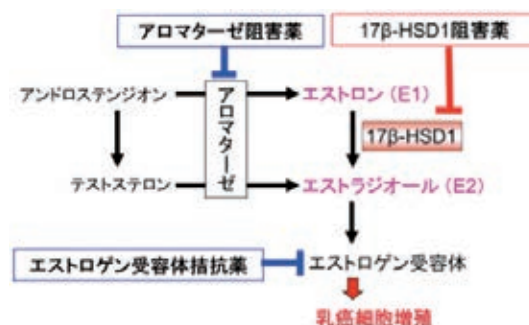 アロマターゼ阻害薬
17β-HSD1阻害薬
アンドロステンジオン
アロマターゼ
エストロン（E1）
17β-HSD1
テストステロン
エストラジオール（E2）
エストロゲン受容体拮抗薬
エストロゲン受容体
乳癌細胞増殖